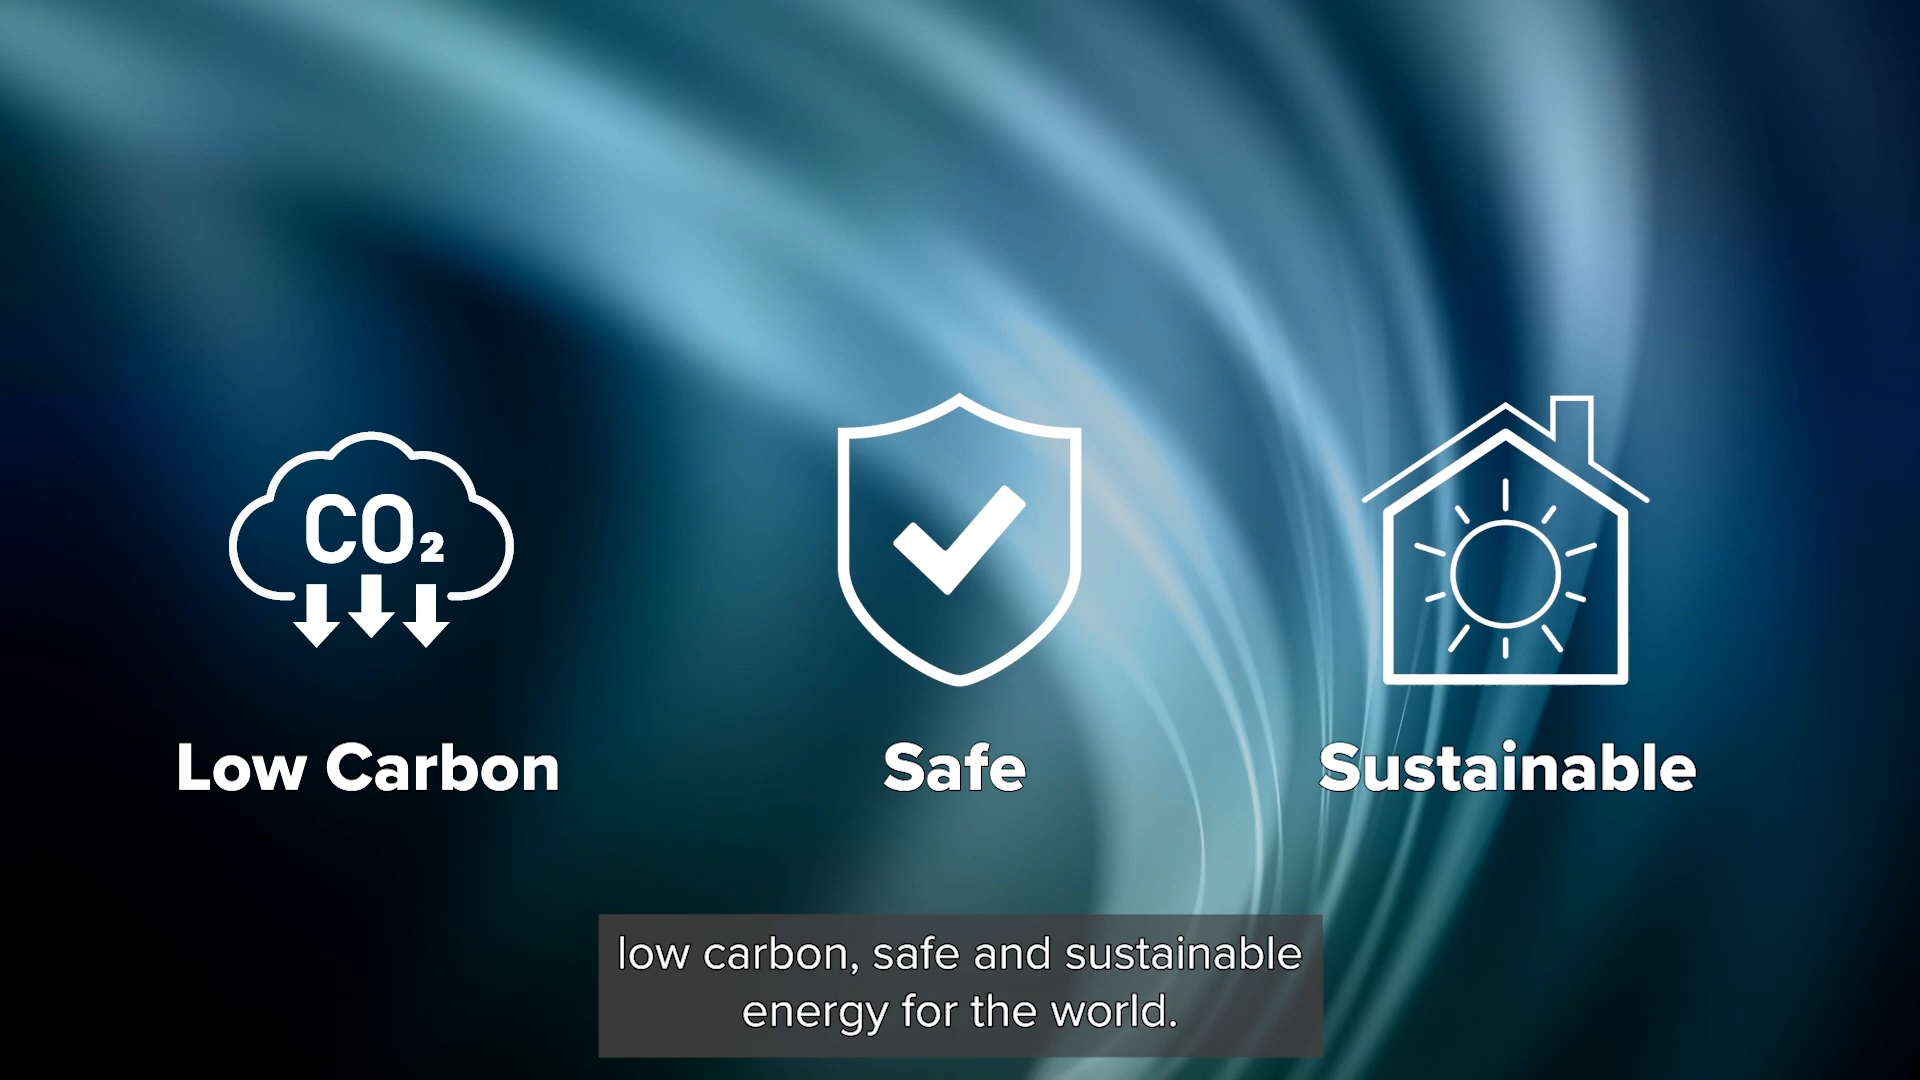 CO₂
Low Carbon
Safe
Sustainable
low carbon, safe and sustainable
energy for the world.